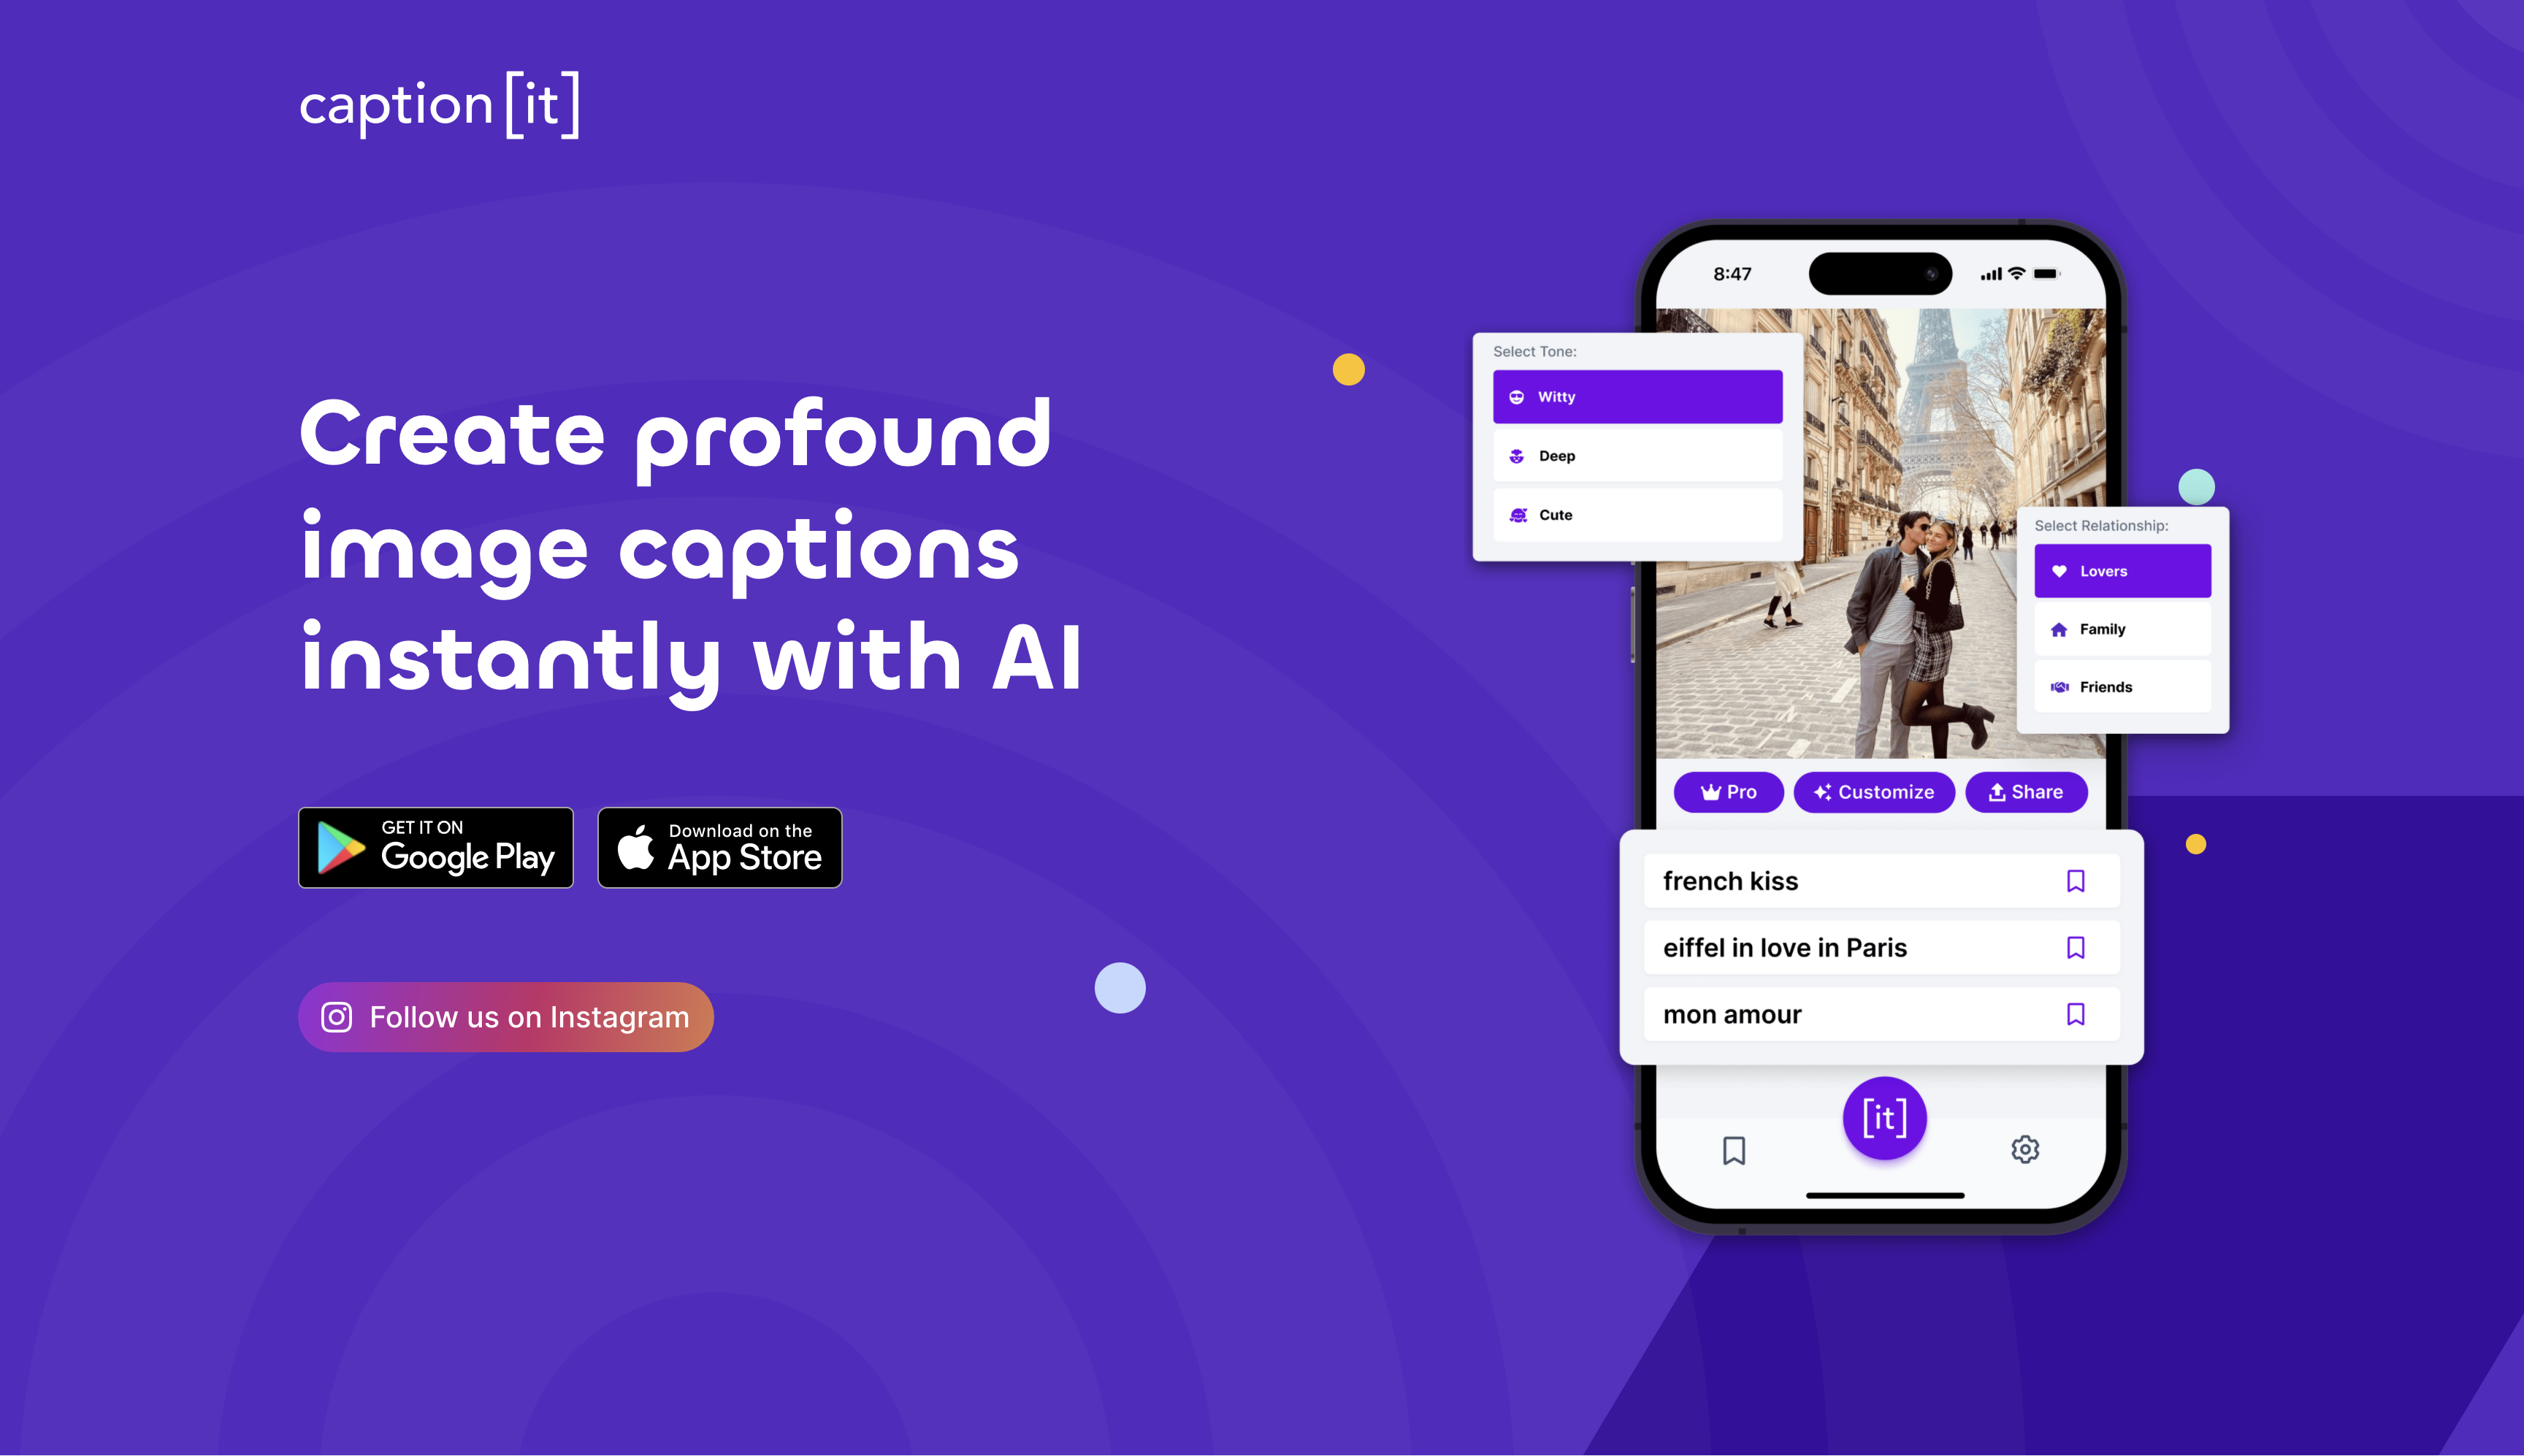 caption [it]
Create profound
image captions
instantly with AI
GET IT ON
Google Play
Download on the
App Store
Follow us on Instagram
8:47
Select Tone:
Witty
Deep
Cute
Select Relationship:
Lovers
Family
Friends
Pro
Customize
Share
french kiss
eiffel in love in Paris
mon amour
[it]